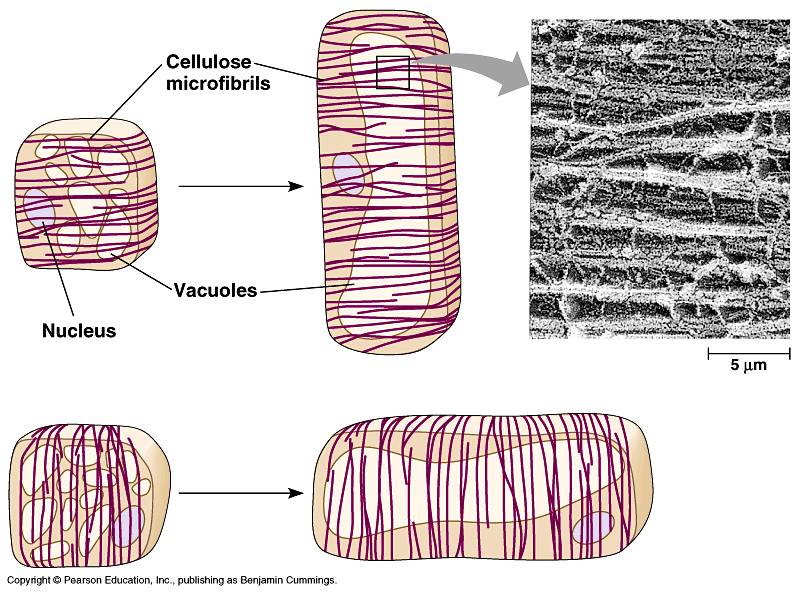 Cellulose
microfibrils
Vacuoles
Nucleus
5 μm
Copyright © Pearson Education, Inc., publishing as Benjamin Cummings.